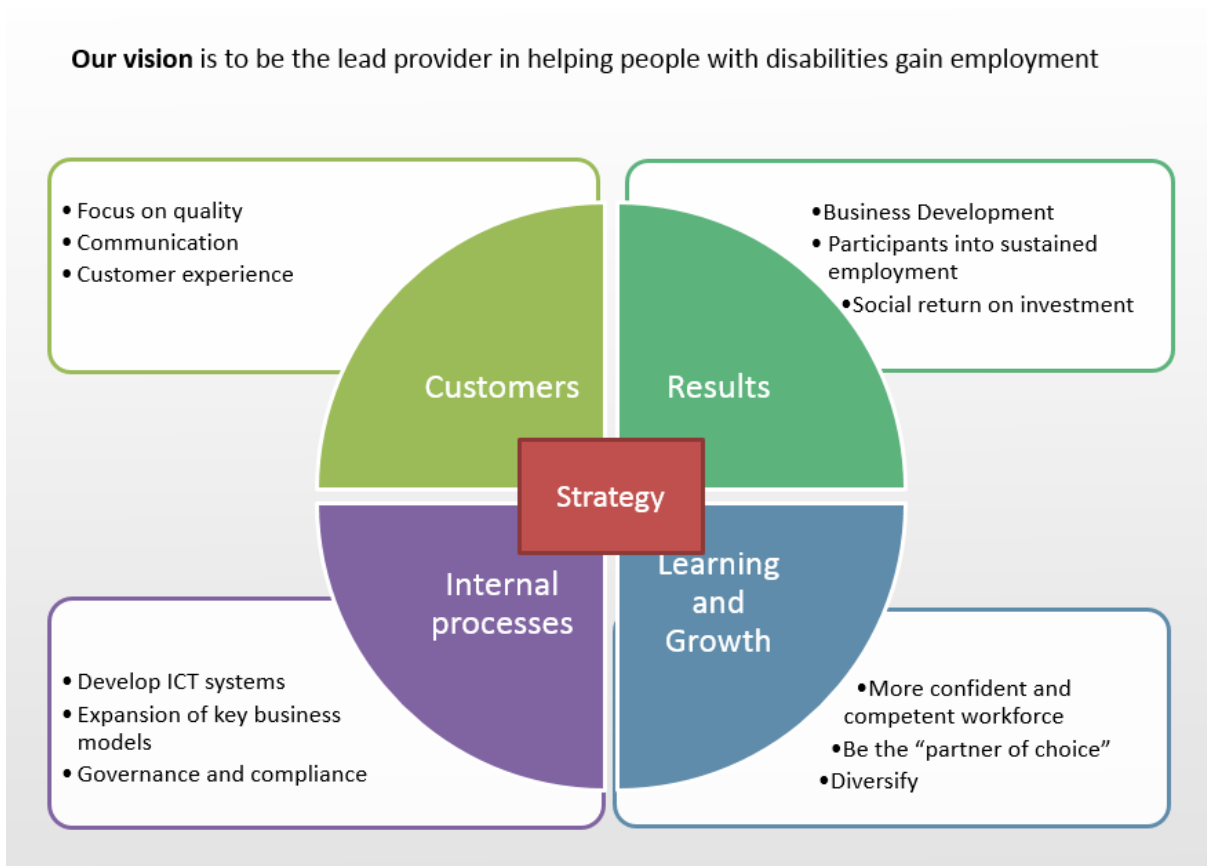 Our vision is to be the lead provider in helping people with disabilities gain employment
• Focus on quality
• Communication
• Customer experience
•Business Development
• Participants into sustained
employment
•Social return on investment
Customers
Results
Strategy
Internal
processes
Learning
and
Growth
• Develop ICT systems
• Expansion of key business
models
• Governance and compliance
•More confident and
competent workforce
•Be the “partner of choice”
•Diversify